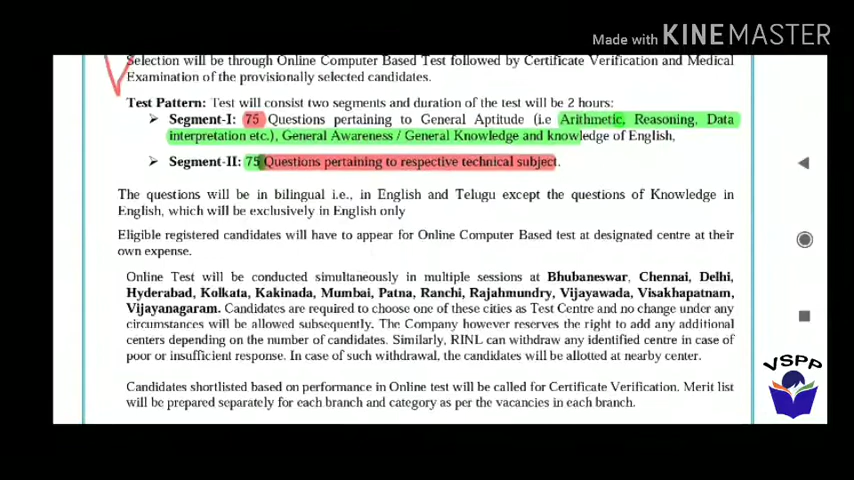 Made with KINEMASTER
Selection will be through Online Computer Based Test followed by Certificate Verification and Medical
Examination of the provisionally selected candidates.
Test Pattern: Test will consist two segments and duration of the test will be 2 hours:
➢ Segment-I: 75 Questions pertaining to General Aptitude (i.e Arithmetic, Reasoning, Data
interpretation etc.), General Awareness / General Knowledge and knowledge of English,
➢ Segment-II: 75 Questions pertaining to respective technical subject.
The questions will be in bilingual i.e., in English and Telugu except the questions of Knowledge in
English, which will be exclusively in English only
Eligible registered candidates will have to appear for Online Computer Based test at designated centre at their
own expense.
Online Test will be conducted simultaneously in multiple sessions at Bhubaneswar, Chennai, Delhi,
Hyderabad, Kolkata, Kakinada, Mumbai, Patna, Ranchi, Rajahmundry, Vijayawada, Visakhapatnam,
Vijayanagaram. Candidates are required to choose one of these cities as Test Centre and no change under any
circumstances will be allowed subsequently. The Company however reserves the right to add any additional
centers depending on the number of candidates. Similarly, RINL can withdraw any identified centre in case of
poor or insufficient response. In case of such withdrawal, the candidates will be allotted at nearby center.
Candidates shortlisted based on performance in Online test will be called for Certificate Verification. Merit list
will be prepared separately for each branch and category as per the vacancies in each branch.
VSPP